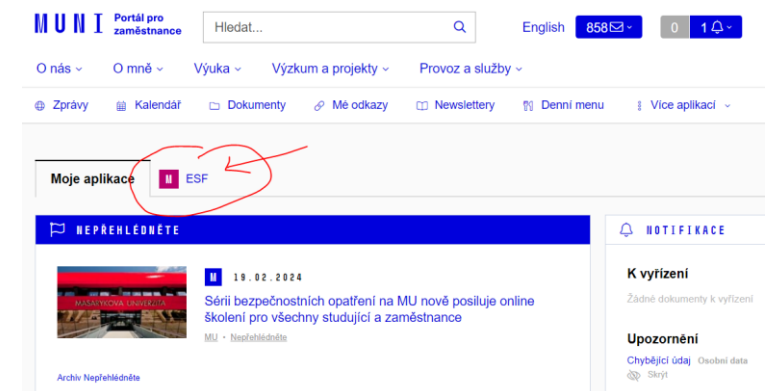 MUNI Portál pro zaměstnance
Hledat...
English 858 0 1
O nás O mně Výuka Výzkum a projekty Provoz a služby
Zprávy Kalendář Dokumenty Mé odkazy Newslettery Denní menu Více aplikací
Moje aplikace M ESF
NEPŘEHLÉDNĚTE
MASARYKOVA UNIVERZITA
M 19.02.2024
Sérii bezpečnostních opatření na MU nově posiluje online
školení pro všechny studující a zaměstnance
MU • Nepřehlédněte
Archiv Nepřehlédněte
NOTIFIKACE
K vyřízení
Žádné dokumenty k vyřízení
Upozornění
Chybějící údaj Osobní data
Skrýt